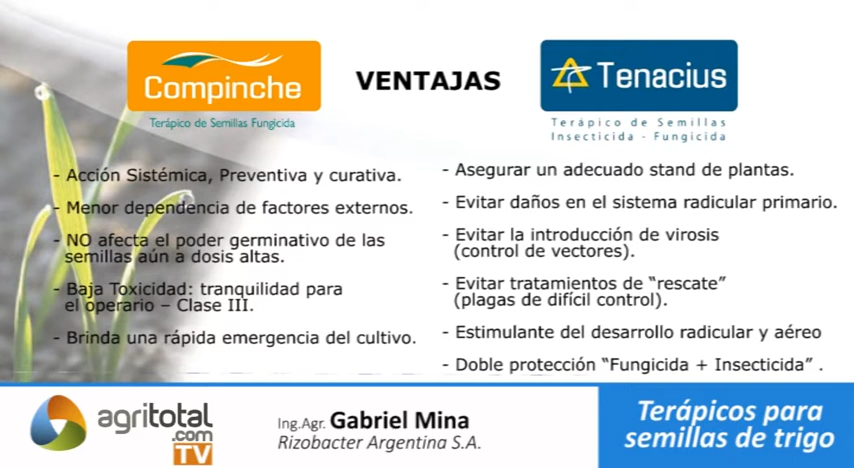 Compinche
Terápico de Semillas Fungicida
VENTAJAS
Tenacius
Terápico de Semillas
Insecticida - Fungicida
- Acción Sistémica, Preventiva y curativa.
- Menor dependencia de factores externos.
- NO afecta el poder germinativo de las
semillas aún a dosis altas.
- Baja Toxicidad: tranquilidad para
el operario – Clase III.
- Brinda una rápida emergencia del cultivo.
- Asegurar un adecuado stand de plantas.
- Evitar daños en el sistema radicular primario.
- Evitar la introducción de virosis
(control de vectores).
- Evitar tratamientos de “rescate”
(plagas de difícil control).
- Estimulante del desarrollo radicular y aéreo
- Doble protección “Fungicida + Insecticida” .
agritotal
.com
TV
Ing.Agr. Gabriel Mina
Rizobacter Argentina S.A.
Terápicos para
semillas de trigo